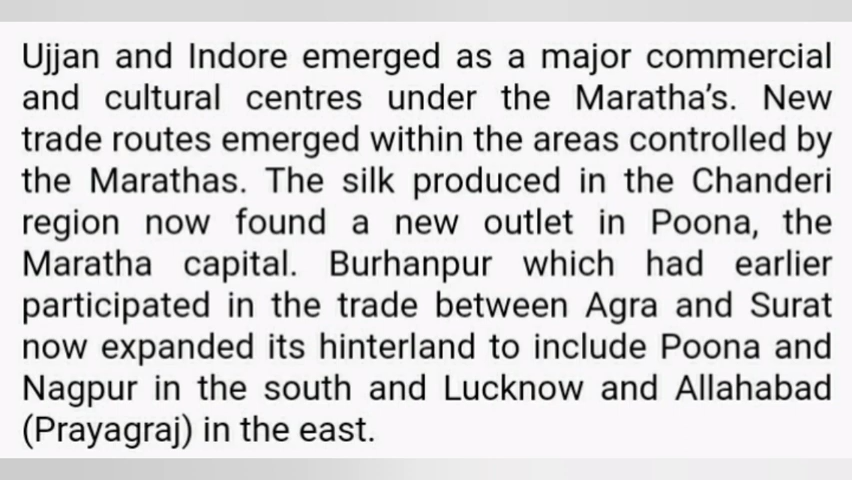 Ujjan and Indore emerged as a major commercial
and cultural centres under the Maratha's. New
trade routes emerged within the areas controlled by
the Marathas. The silk produced in the Chanderi
region now found a new outlet in Poona, the
Maratha capital. Burhanpur which had earlier
participated in the trade between Agra and Surat
now expanded its hinterland to include Poona and
Nagpur in the south and Lucknow and Allahabad
(Prayagraj) in the east.